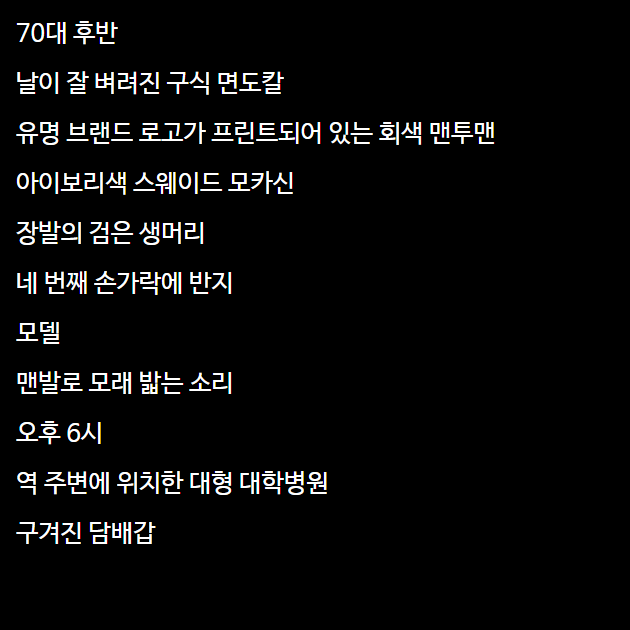 70대 후반
날이 잘 벼려진 구식 면도칼
유명 브랜드 로고가 프린트되어 있는 회색 맨투맨
아이보리색 스웨이드 모카신
장발의 검은 생머리
네 번째 손가락에 반지
모델
맨발로 모래 밟는 소리
오후 6시
역 주변에 위치한 대형 대학병원
구겨진 담배갑